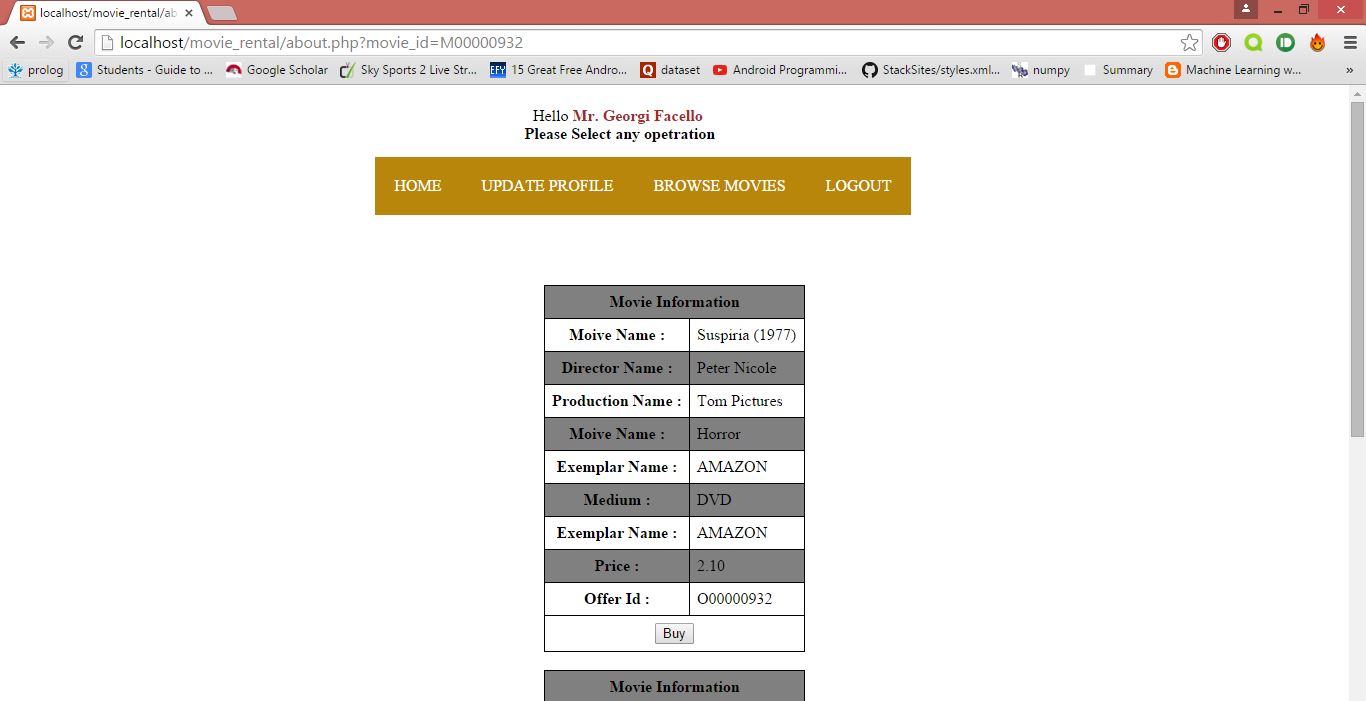 localhost/movie_rental/ab
localhost/movie_rental/about.php?movie_id=M00000932
prolog Students - Guide to ... Google Scholar Sky Sports 2 Live Str... EFY 15 Great Free Andro... dataset Android Programmi... StackSites/styles.xml... numpy Summary Machine Learning w... »
Hello Mr. Georgi Facello
Please Select any opetration
HOME UPDATE PROFILE BROWSE MOVIES LOGOUT
Movie Information
Moive Name : Suspiria (1977)
Director Name : Peter Nicole
Production Name : Tom Pictures
Moive Name : Horror
Exemplar Name : AMAZON
Medium : DVD
Exemplar Name : AMAZON
Price : 2.10
Offer Id : O00000932
Buy
Movie Information